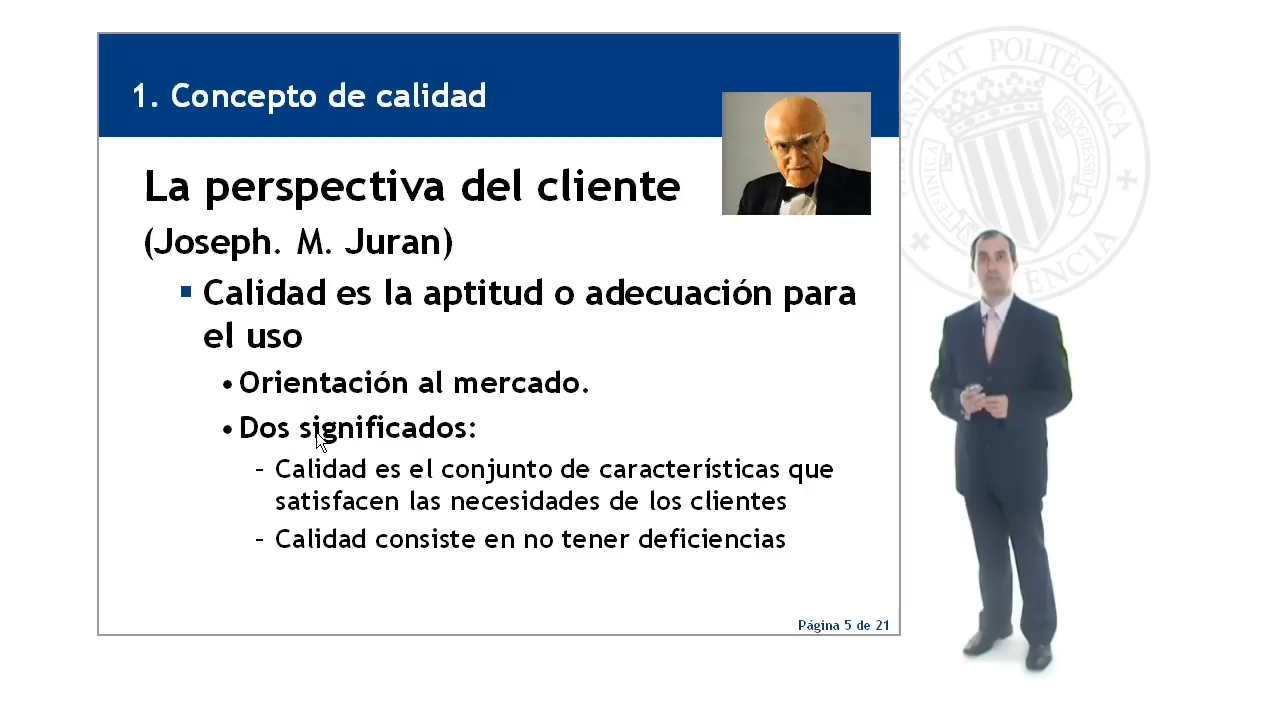 1. Concepto de calidad
La perspectiva del cliente
(Joseph. M. Juran)
▪ Calidad es la aptitud o adecuación para
el uso
• Orientación al mercado.
• Dos significados:
– Calidad es el conjunto de características que
satisfacen las necesidades de los clientes
– Calidad consiste en no tener deficiencias
Página 5 de 21
POLITÈCNICA